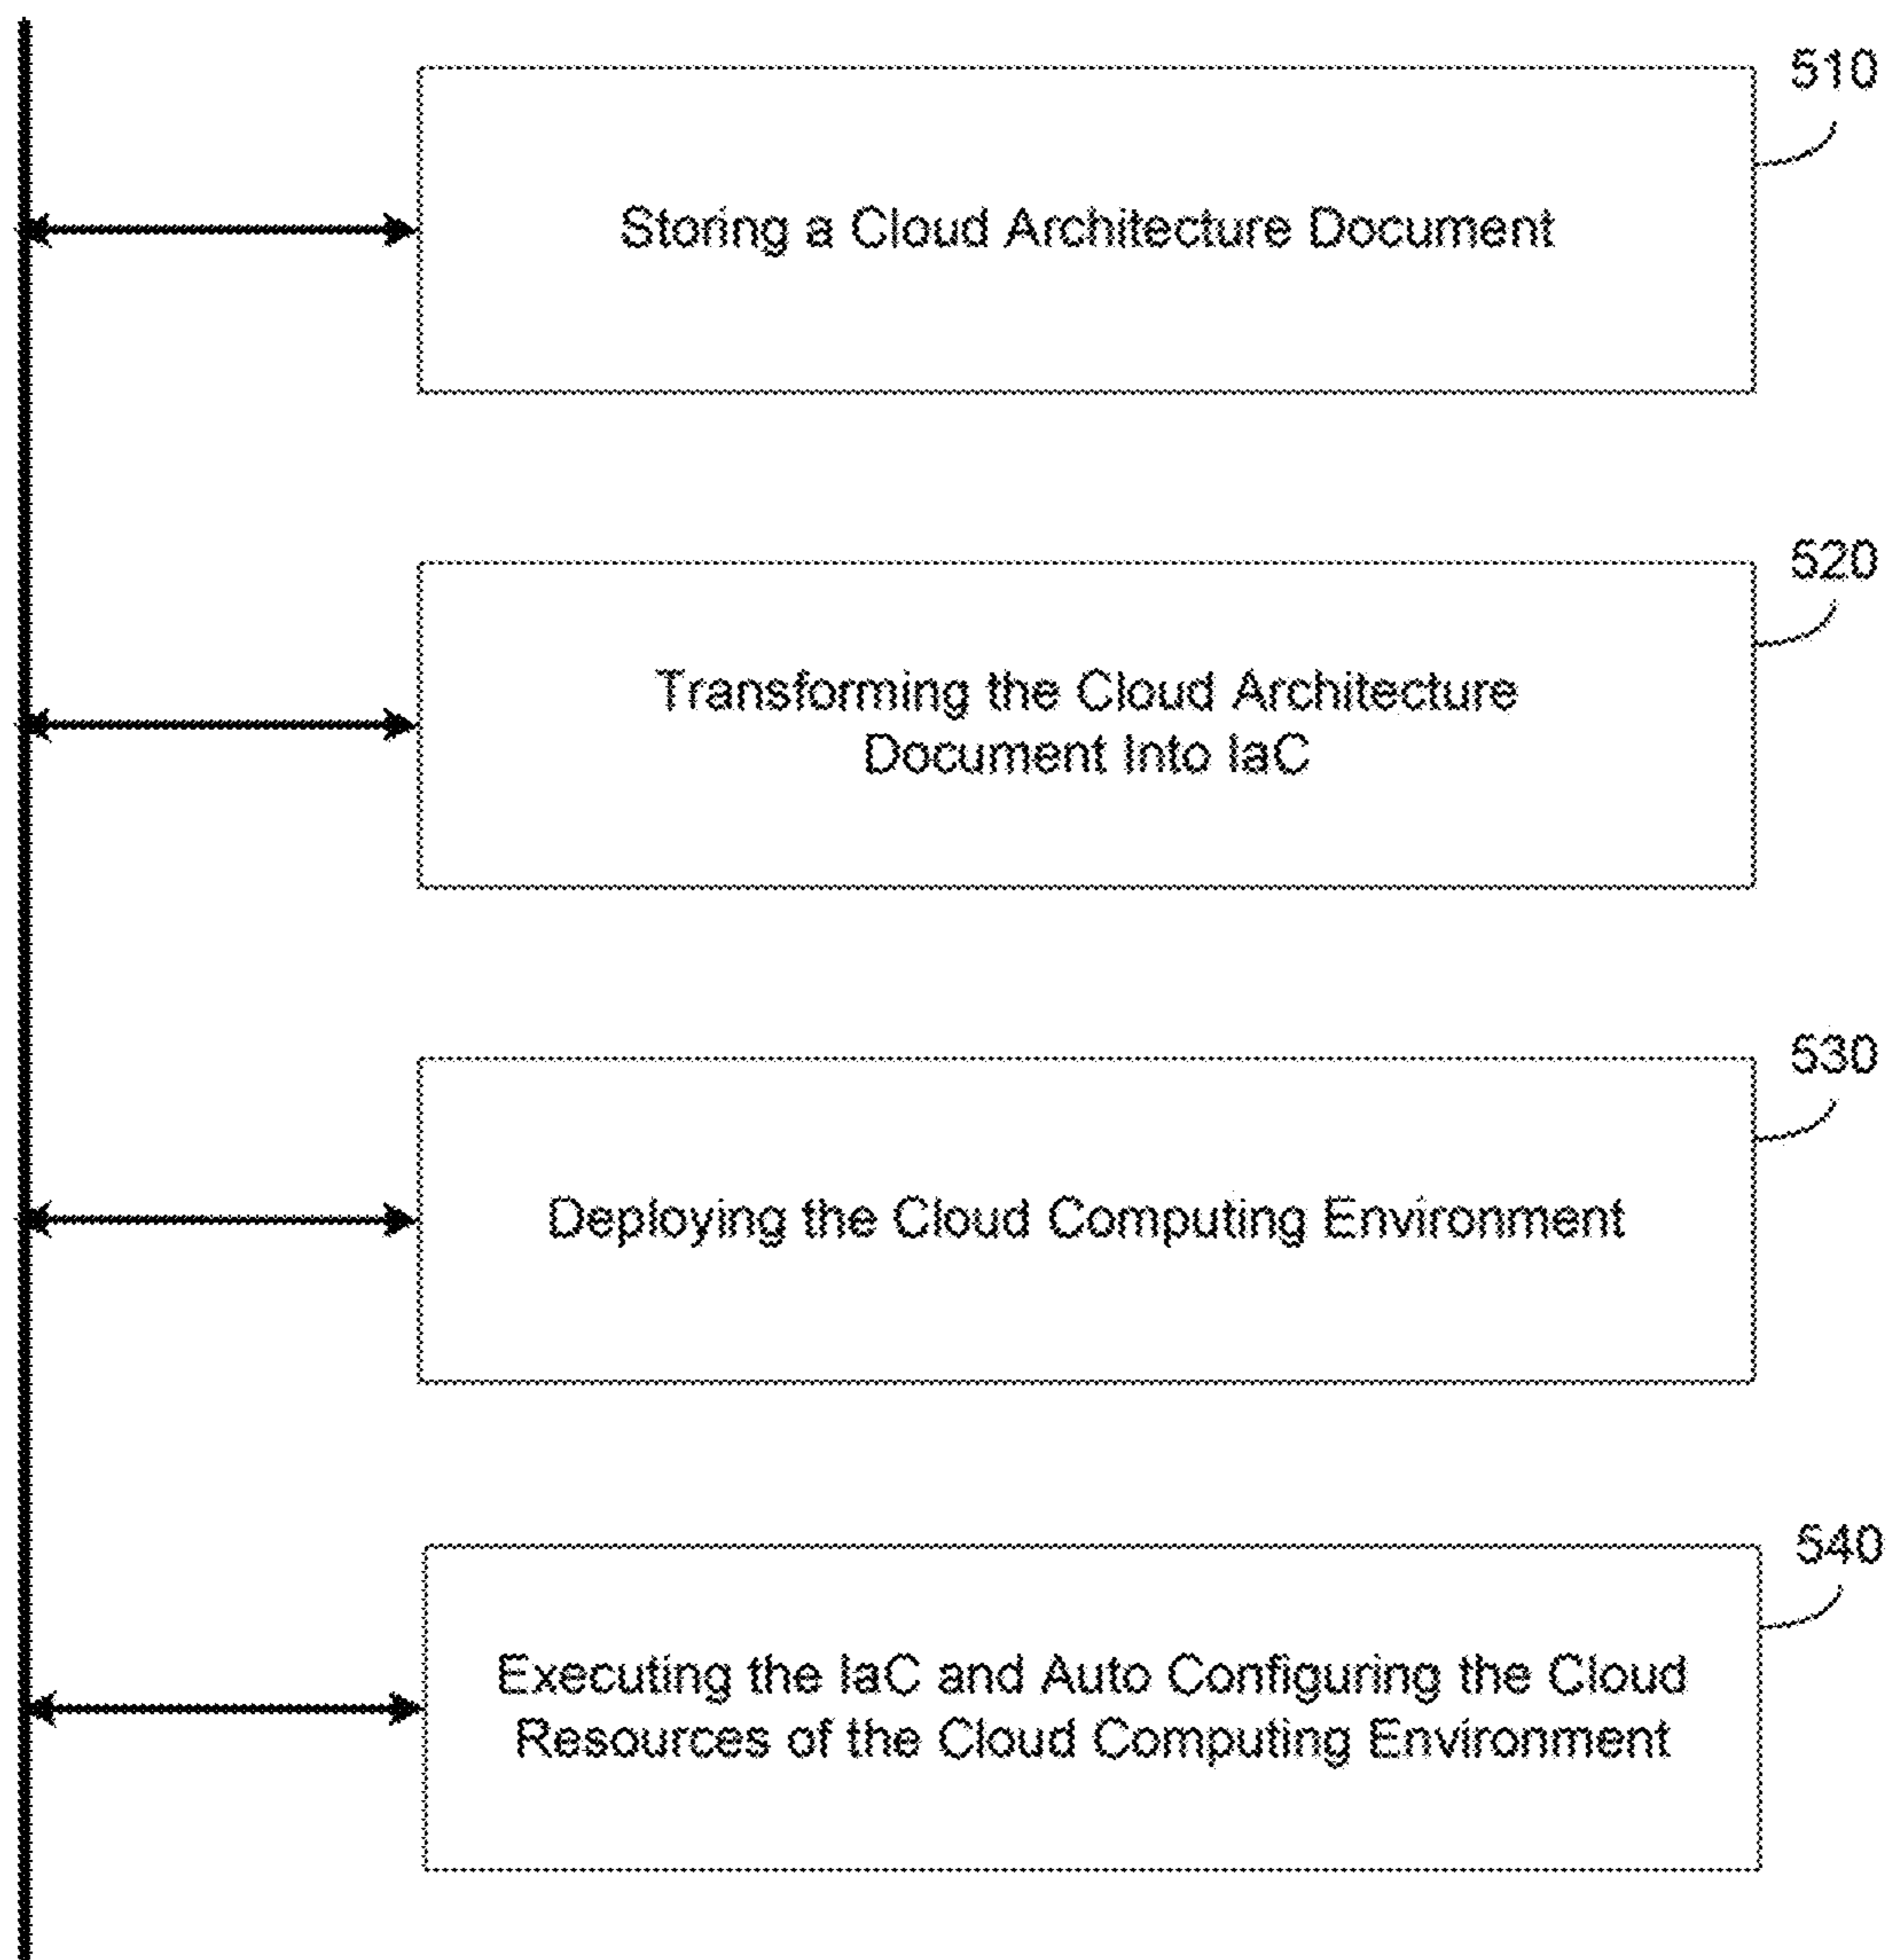 510
Storing a Cloud Architecture Document
520
Transforming the Cloud Architecture
Document Into IaC
530
Deploying the Cloud Computing Environment
540
Executing the IaC and Auto Configuring the Cloud
Resources of the Cloud Computing Environment